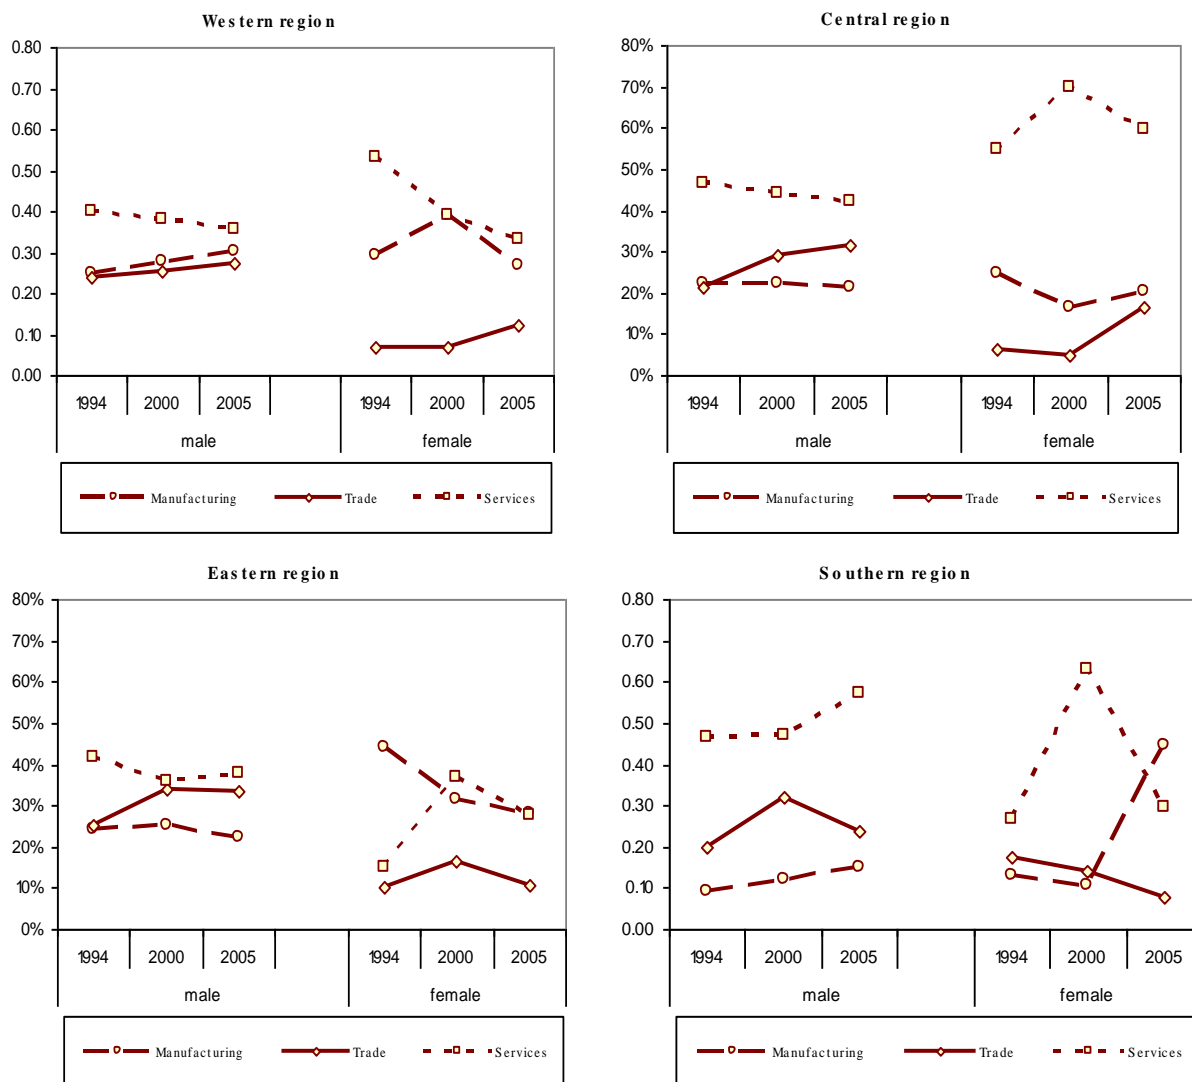 Western region
0.80
0.70
0.60
0.50
0.40
0.30
0.20
0.10
0.00
1994 2000 2005 1994 2000 2005
male female
Manufacturing Trade Services
Central region
80%
70%
60%
50%
40%
30%
20%
10%
0%
1994 2000 2005 1994 2000 2005
male female
Manufacturing Trade Services
Eastern region
80%
70%
60%
50%
40%
30%
20%
10%
0%
1994 2000 2005 1994 2000 2005
male female
Manufacturing Trade Services
Southern region
0.80
0.70
0.60
0.50
0.40
0.30
0.20
0.10
0.00
1994 2000 2005 1994 2000 2005
male female
Manufacturing Trade Services